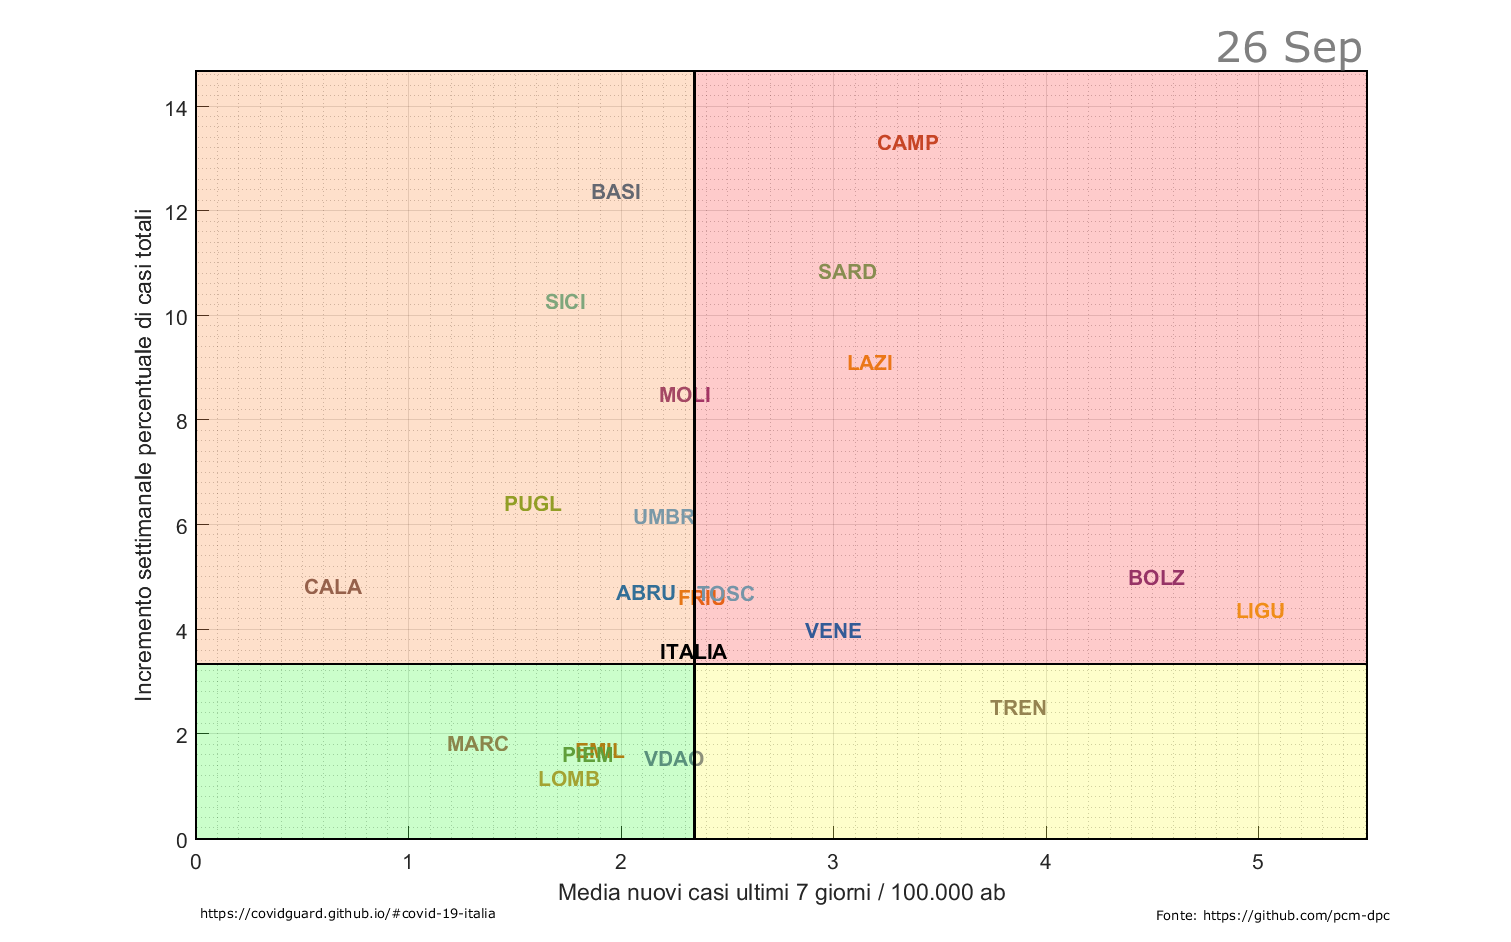 26 Sep
14
12
10
8
6
4
2
0
Incremento settimanale percentuale di casi totali
CAMP
BASI
SARD
SICI
LAZI
MOLI
PUGL
UMBR
BOLZ
CALA
ABRU
FRIU
TOSC
LIGU
VENE
ITALIA
TREN
MARC
EMIL
PIEM
VDAO
LOMB
0 1 2 3 4 5
Media nuovi casi ultimi 7 giorni / 100.000 ab
https://covidguard.github.io/#covid-19-italia
Fonte: https://github.com/pcm-dpc